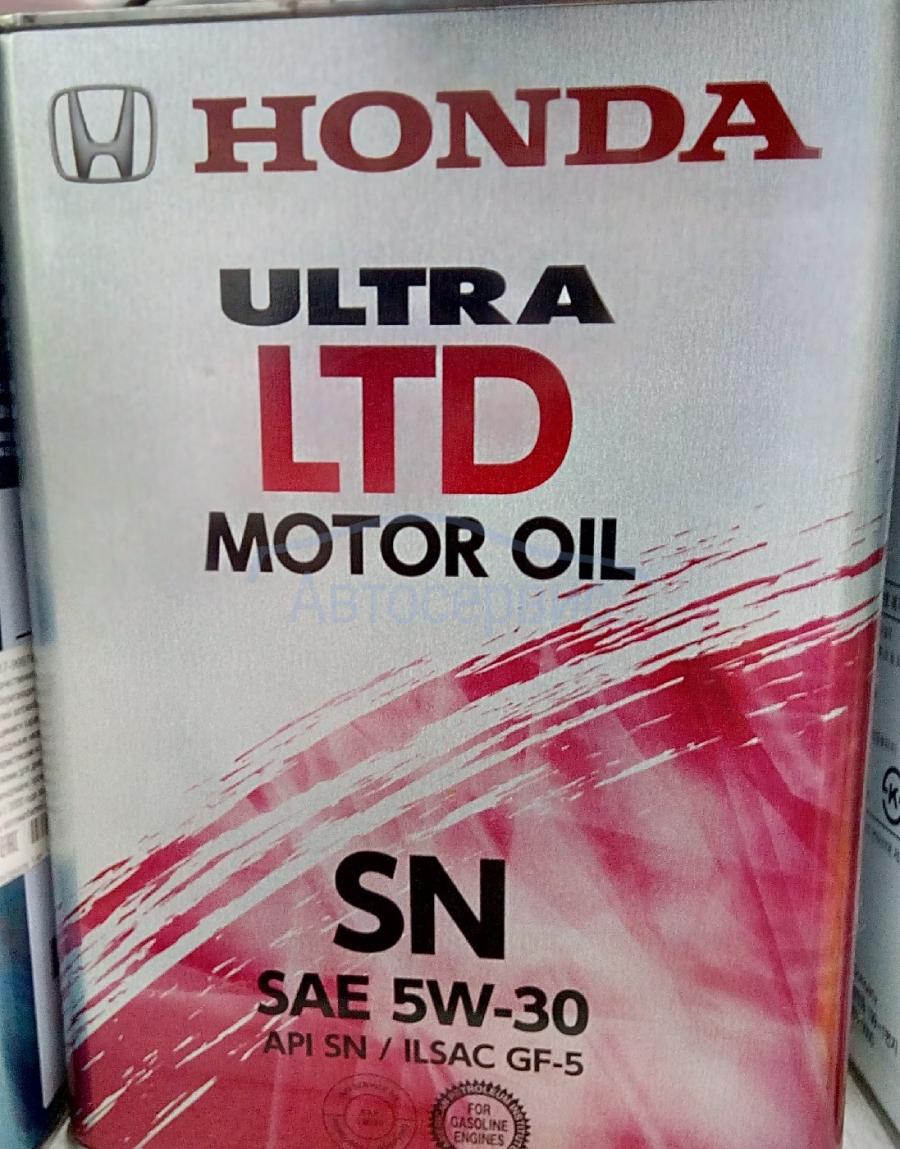 HONDA
ULTRA
LTD
MOTOR OIL
Автосервис
SN
SAE 5W-30
API SN / ILSAC GF-5
FOR
GASOLINE
ENGINES